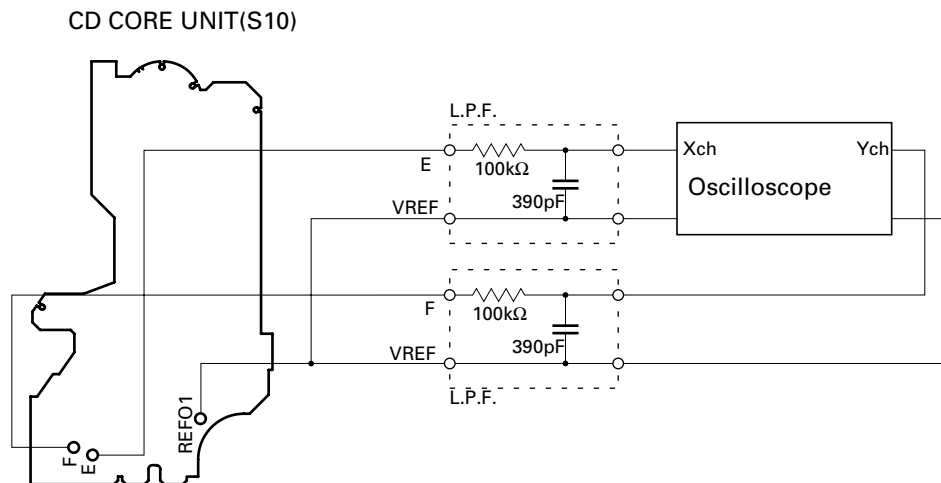 CD CORE UNIT(S10)
L.P.F.
E
100kΩ
390pF
VREF
Xch
Ych
Oscilloscope
F
100kΩ
390pF
VREF
L.P.F.
REFO1
F
E